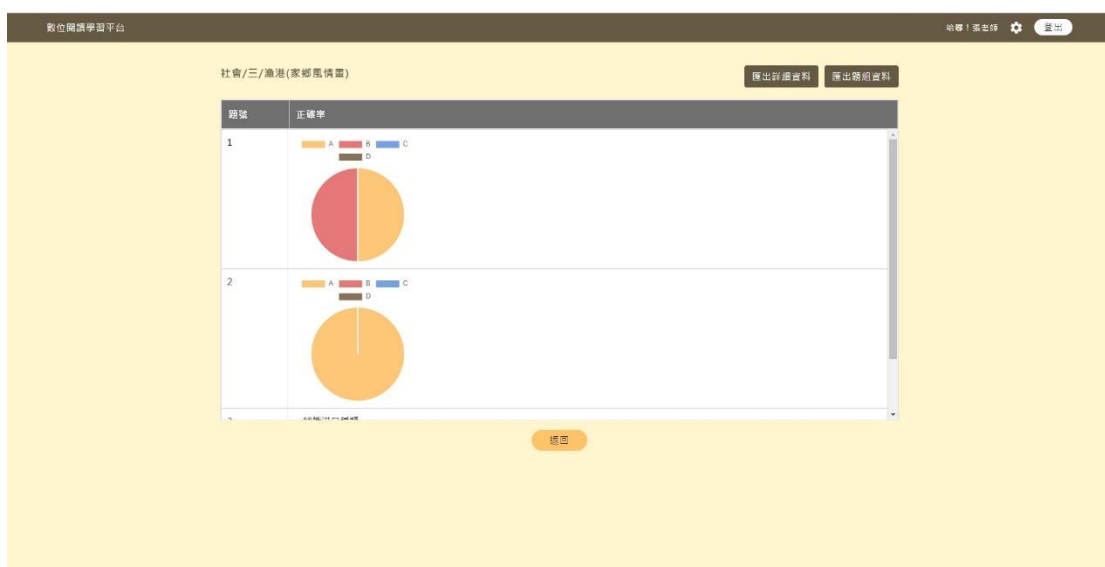 數位閱讀學習平台
哈囉！張老師
登出
社會/三/漁港(家鄉風情畫)
匯出詳細資料
匯出題組資料
題號 正確率
1
A B C
D
2
A B C
D
返回